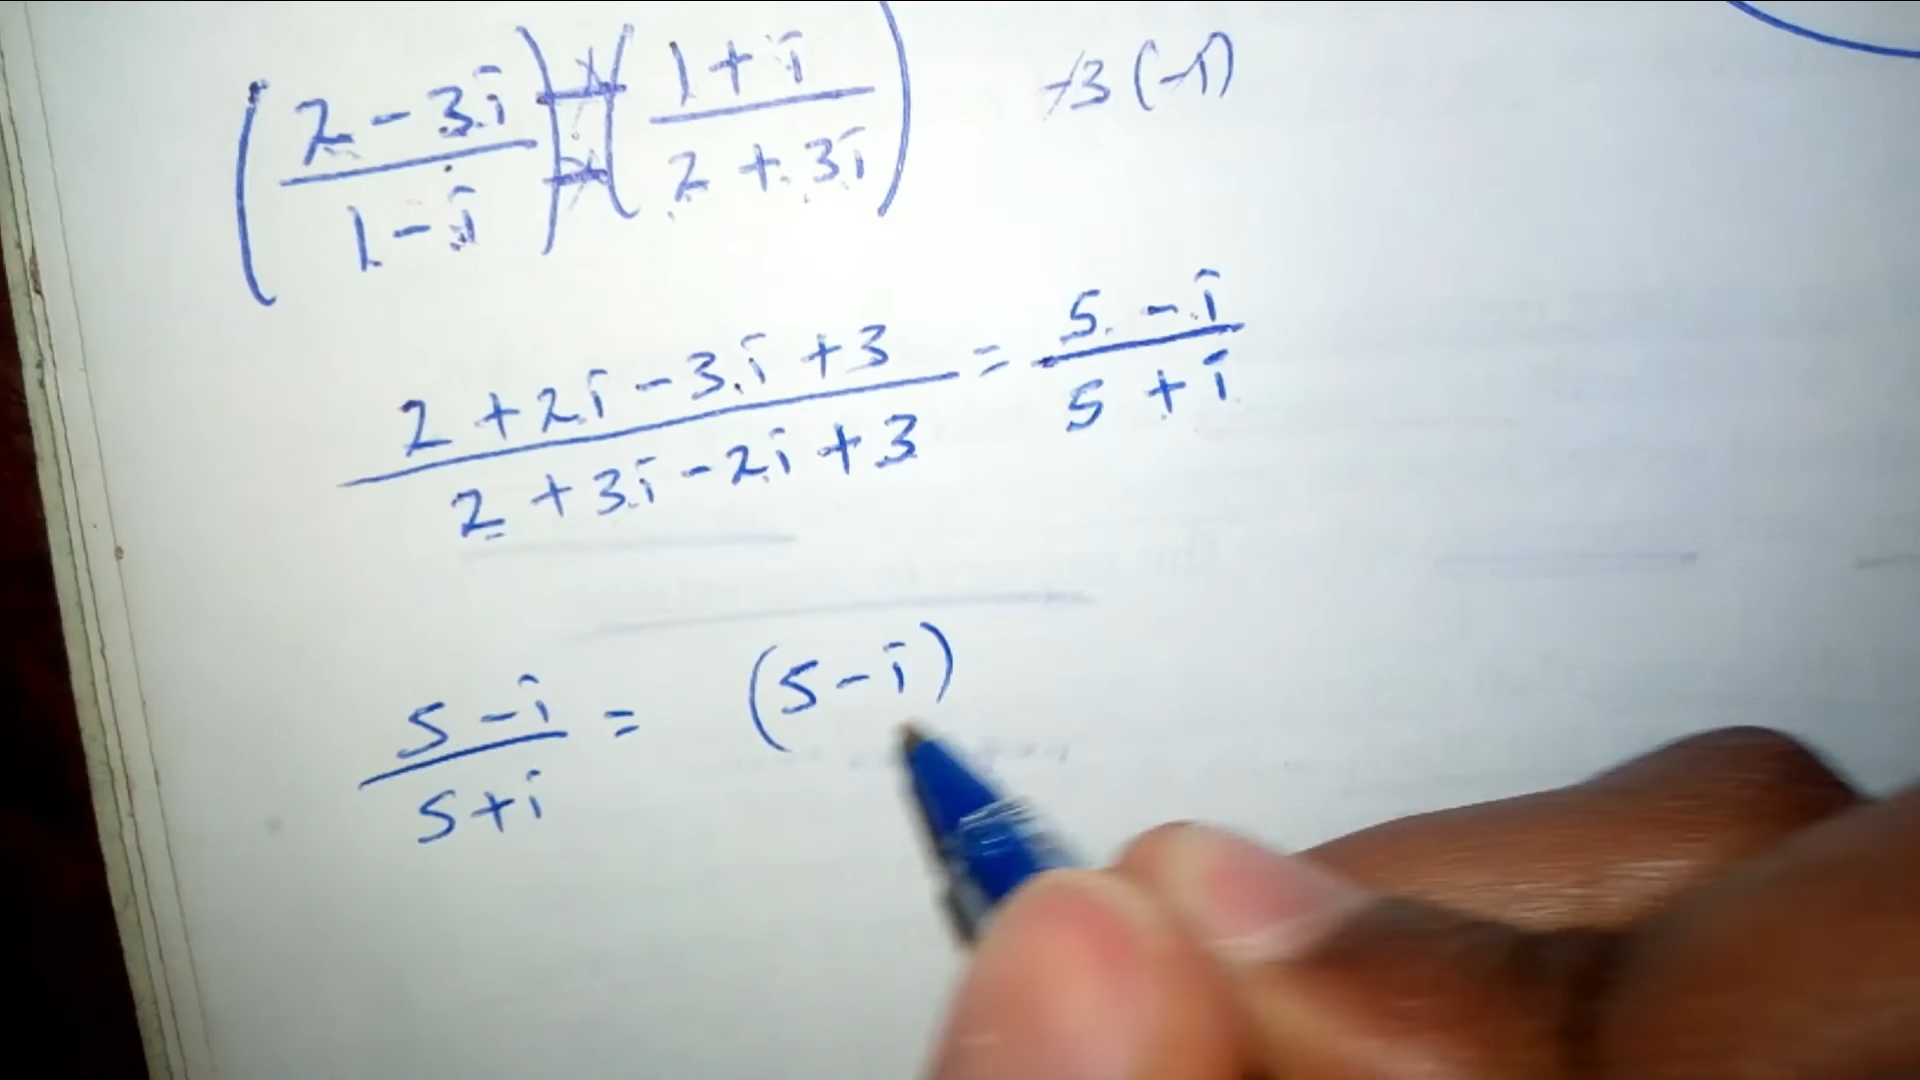 (2-3i/1-i) (1+i/2+3i) -3(-1)
2+2i-3i+3/2+3i-2i+3 = 5-i/5+i
5-i/5+i = (5-i)